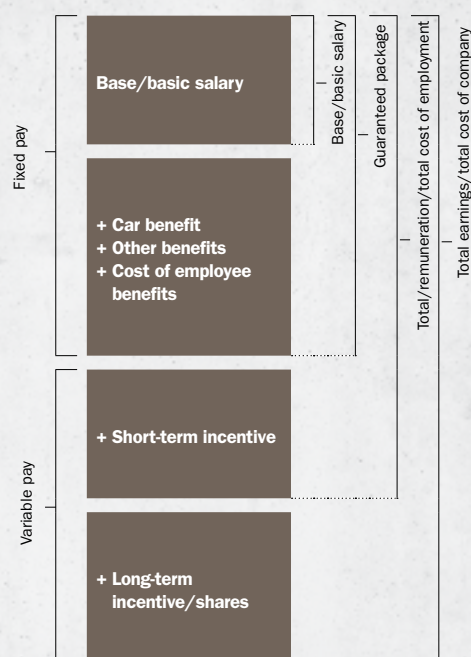 Fixed pay
Base/basic salary
+ Car benefit
+ Other benefits
+ Cost of employee
benefits
Variable pay
+ Short-term incentive
+ Long-term
incentive/shares
Base/basic salary
Guaranteed package
Total/remuneration/total cost of employment
Total earnings/total cost of company